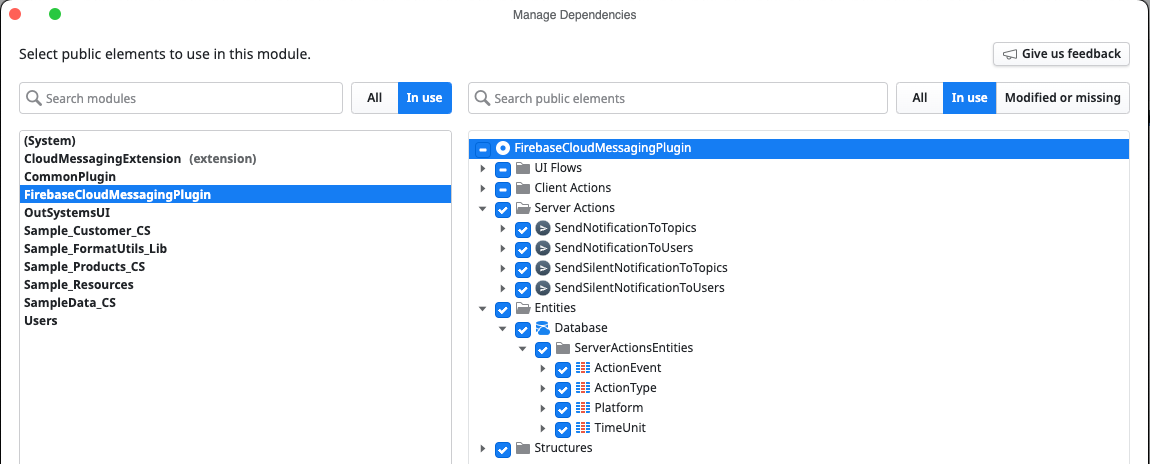 Manage Dependencies
Select public elements to use in this module.
Give us feedback
Search modules
All
In use
Search public elements
All
In use
Modified or missing
(System)
CloudMessagingExtension (extension)
CommonPlugin
FirebaseCloudMessagingPlugin
OutSystemsUI
Sample_Customer_CS
Sample_FormatUtils_Lib
Sample_Products_CS
Sample_Resources
SampleData_CS
Users
FirebaseCloudMessagingPlugin
UI Flows
Client Actions
Server Actions
SendNotificationToTopics
SendNotificationToUsers
SendSilentNotificationToTopics
SendSilentNotificationToUsers
Entities
Database
ServerActionsEntities
ActionEvent
ActionType
Platform
TimeUnit
Structures